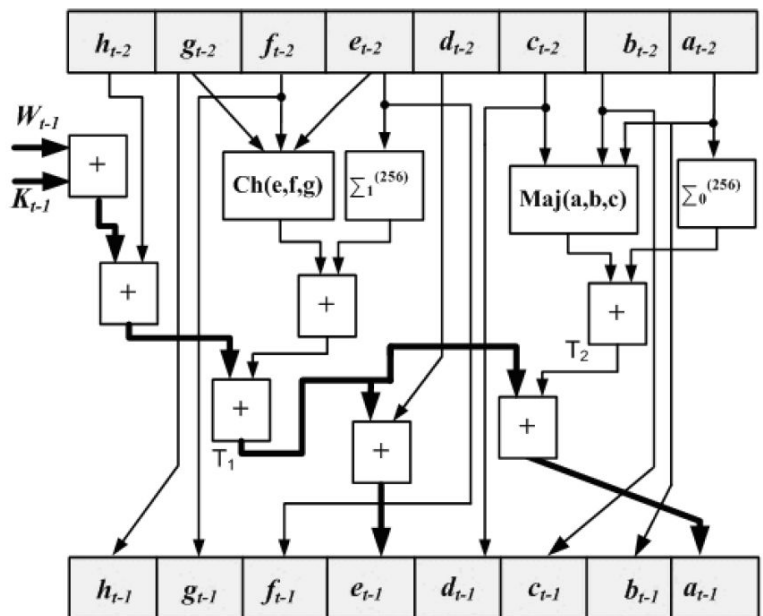 h_{t-2} g_{t-2} f_{t-2} e_{t-2} d_{t-2} c_{t-2} b_{t-2} a_{t-2}
W_{t-1}
+
K_{t-1}
Ch(e,f,g) ∑_1^{(256)} Maj(a,b,c) ∑_0^{(256)}
+ + +
T_2
+ +
T_1 +
h_{t-1} g_{t-1} f_{t-1} e_{t-1} d_{t-1} c_{t-1} b_{t-1} a_{t-1}